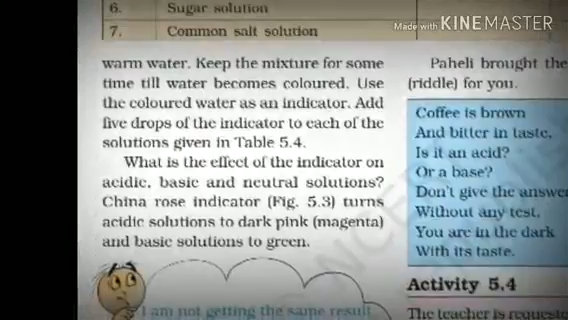 6. Sugar solution
7. Common salt solution
Made with KINEMASTER
warm water. Keep the mixture for some
time till water becomes coloured. Use
the coloured water as an indicator. Add
five drops of the indicator to each of the
solutions given in Table 5.4.
What is the effect of the indicator on
acidic, basic and neutral solutions?
China rose indicator (Fig. 5.3) turns
acidic solutions to dark pink (magenta)
and basic solutions to green.
I am not getting the same result
Paheli brought the
(riddle) for you.
Coffee is brown
And bitter in taste.
Is it an acid?
Or a base?
Don't give the answer
Without any test.
You are in the dark
With its taste.
Activity 5.4
The teacher is